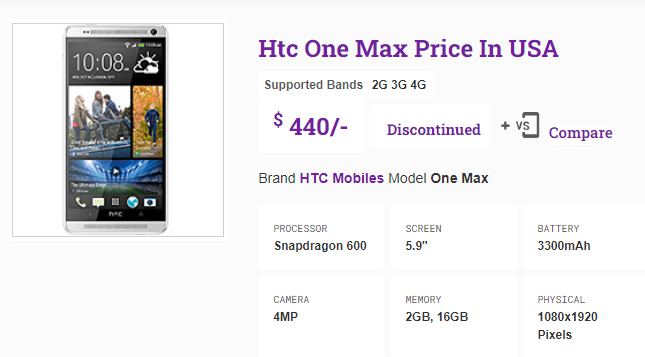 Htc One Max Price In USA
Supported Bands 2G 3G 4G
$ 440/-
Discontinued
+ VS Compare
Brand HTC Mobiles Model One Max
PROCESSOR
Snapdragon 600
SCREEN
5.9"
BATTERY
3300mAh
CAMERA
4MP
MEMORY
2GB, 16GB
PHYSICAL
1080x1920
Pixels
10:08
hTC